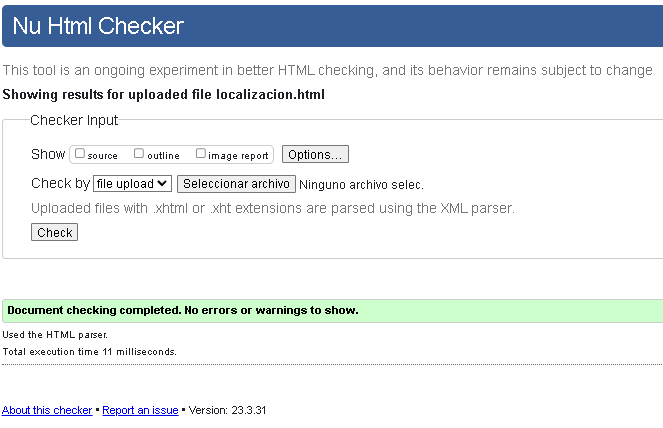 Nu Html Checker
This tool is an ongoing experiment in better HTML checking, and its behavior remains subject to change
Showing results for uploaded file localizacion.html
Checker Input
Show source outline image report Options...
Check by file upload Seleccionar archivo Ninguno archivo selec.
Uploaded files with .xhtml or .xht extensions are parsed using the XML parser.
Check
Document checking completed. No errors or warnings to show.
Used the HTML parser.
Total execution time 11 milliseconds.
About this checker • Report an issue • Version: 23.3.31